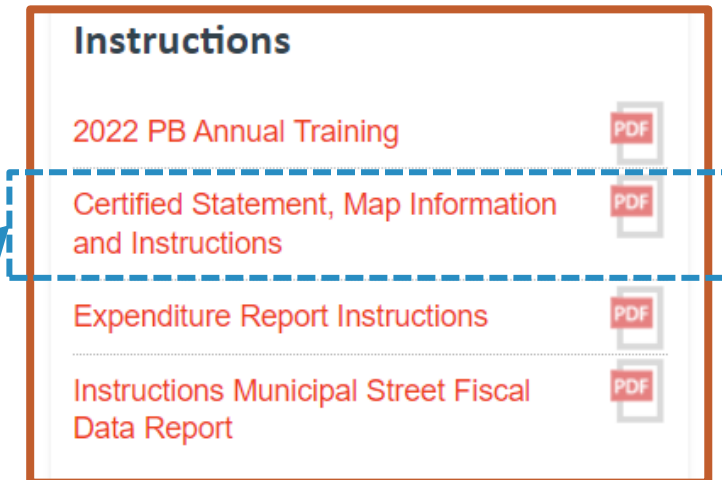 Instructions
2022 PB Annual Training
PDF
Certified Statement, Map Information
and Instructions
PDF
Expenditure Report Instructions
PDF
Instructions Municipal Street Fiscal
Data Report
PDF